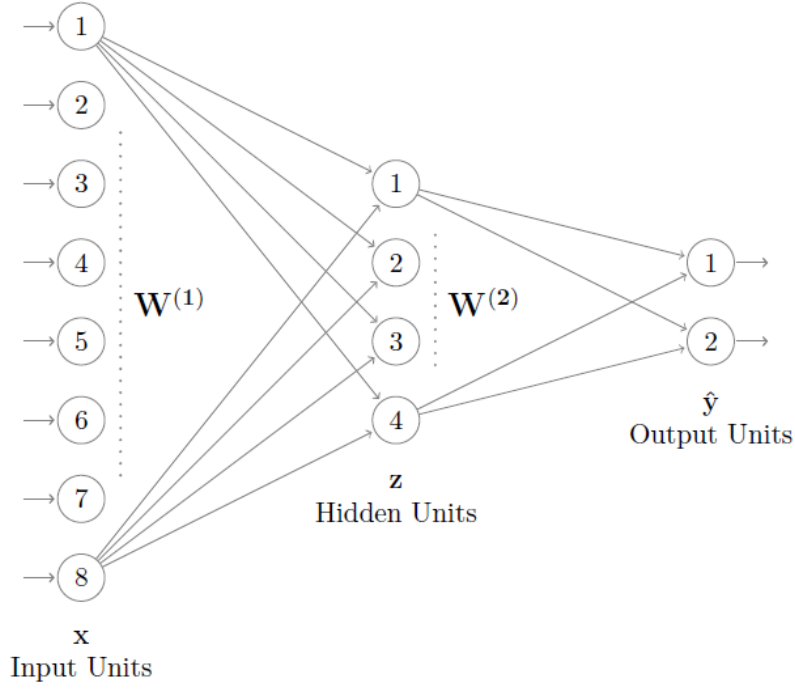 1
2
3
4
5
6
7
8
W(1)
x
Input Units
1
2
3
4
W(2)
z
Hidden Units
1
2
ŷ
Output Units